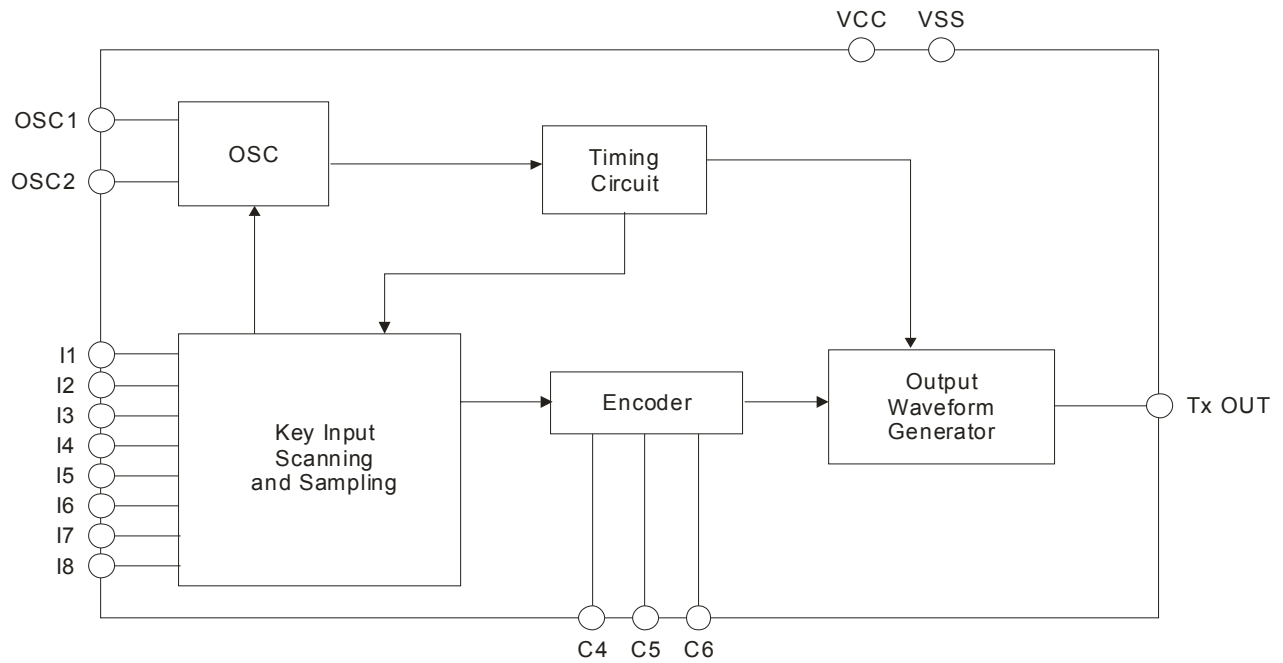 VCC
VSS
OSC1
OSC2
OSC
Timing
Circuit
I1
I2
I3
I4
I5
I6
I7
I8
Key Input
Scanning
and Sampling
Encoder
Output
Waveform
Generator
Tx OUT
C4
C5
C6